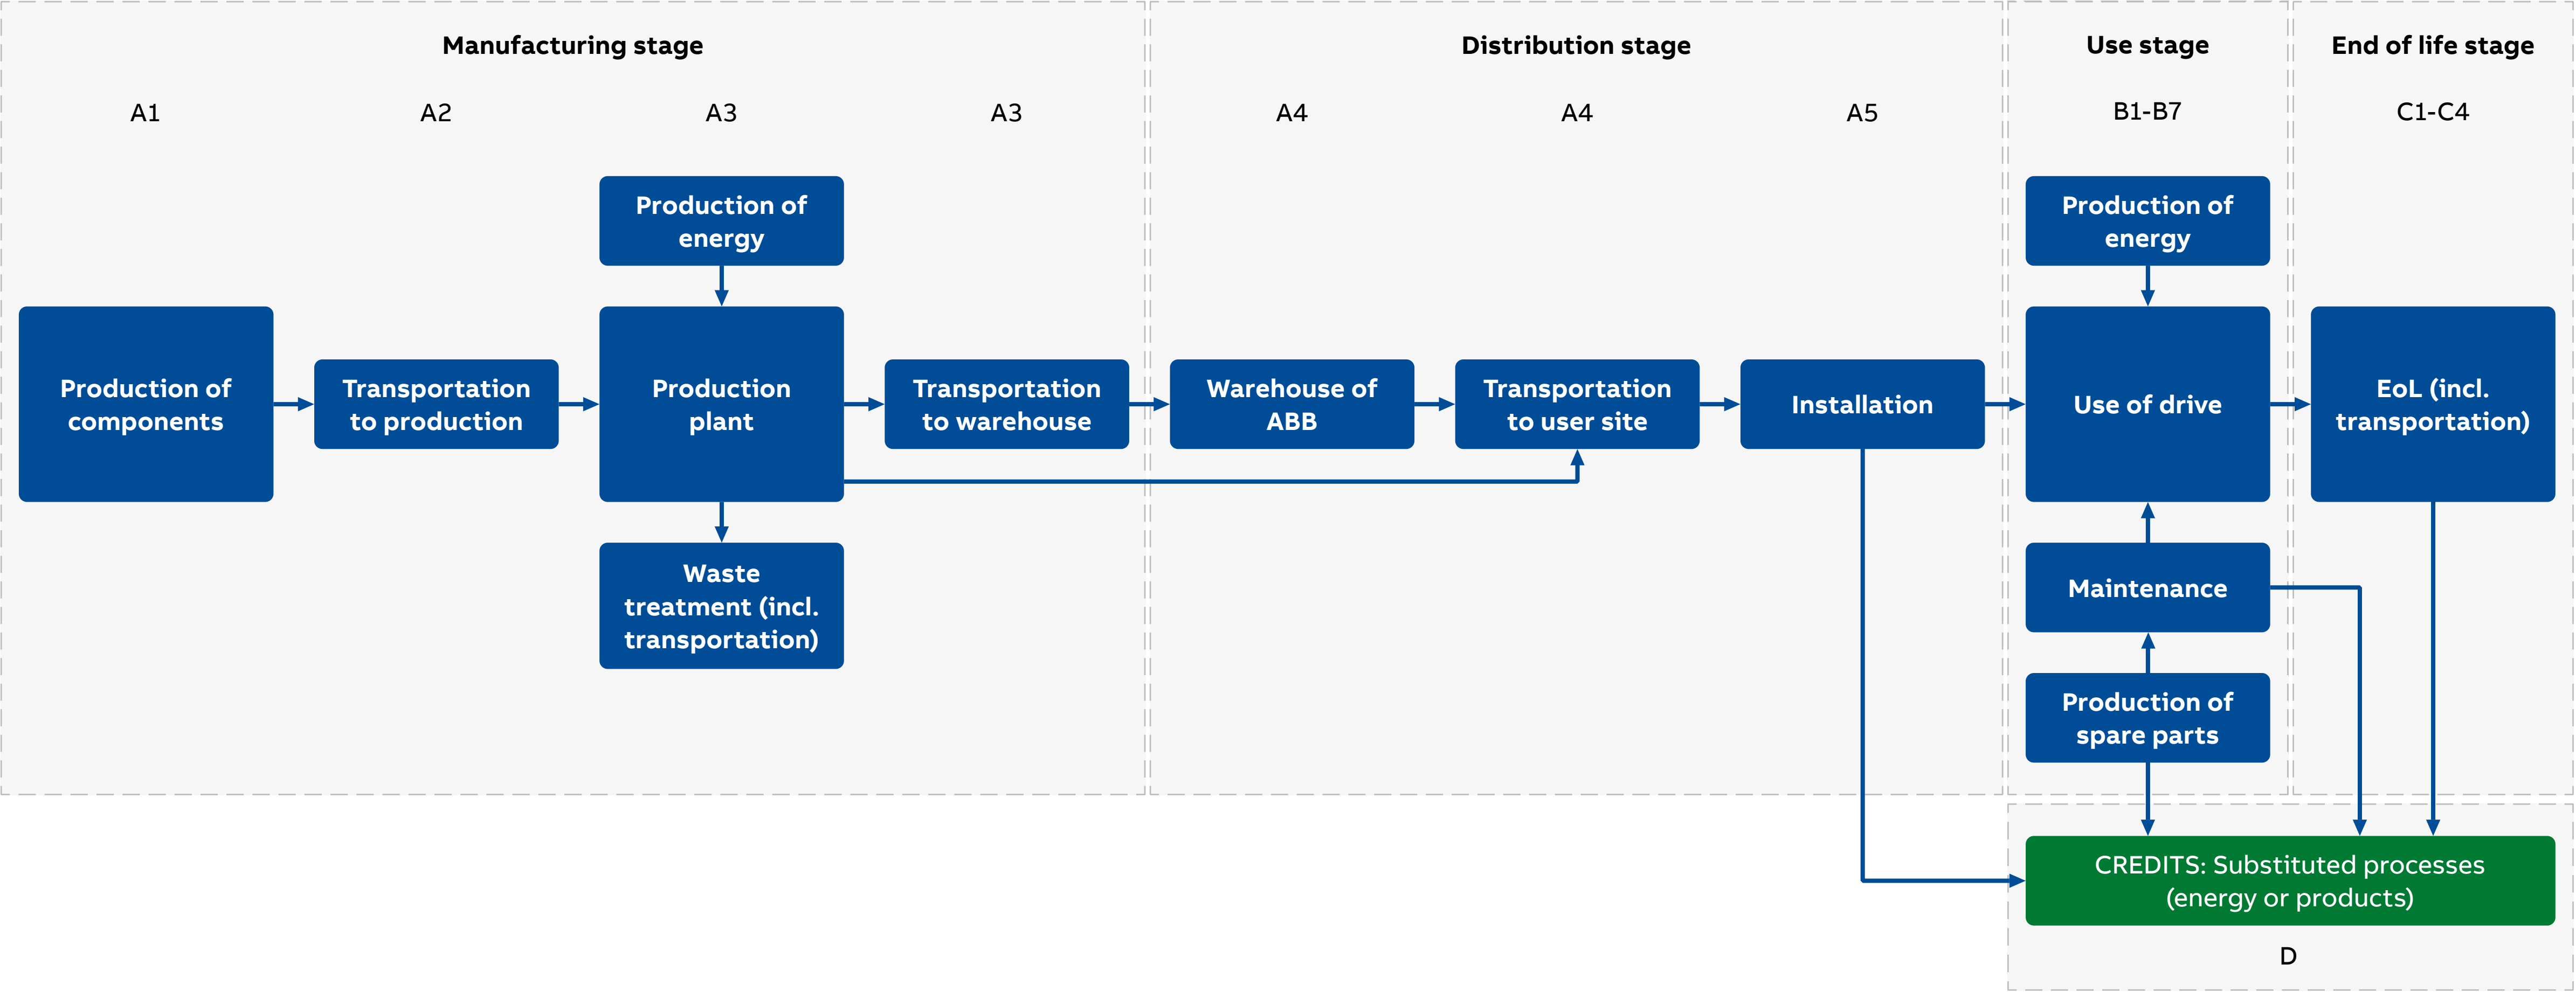 Manufacturing stage
Distribution stage
Use stage
End of life stage
A1
A2
A3
A3
A4
A4
A5
B1-B7
C1-C4
Production of
energy
Production of
energy
Production of
components
Transportation
to production
Production
plant
Transportation
to warehouse
Warehouse of
ABB
Transportation
to user site
Installation
Use of drive
EoL (incl.
transportation)
Waste
treatment (incl.
transportation)
Maintenance
Production of
spare parts
CREDITS: Substituted processes
(energy or products)
D